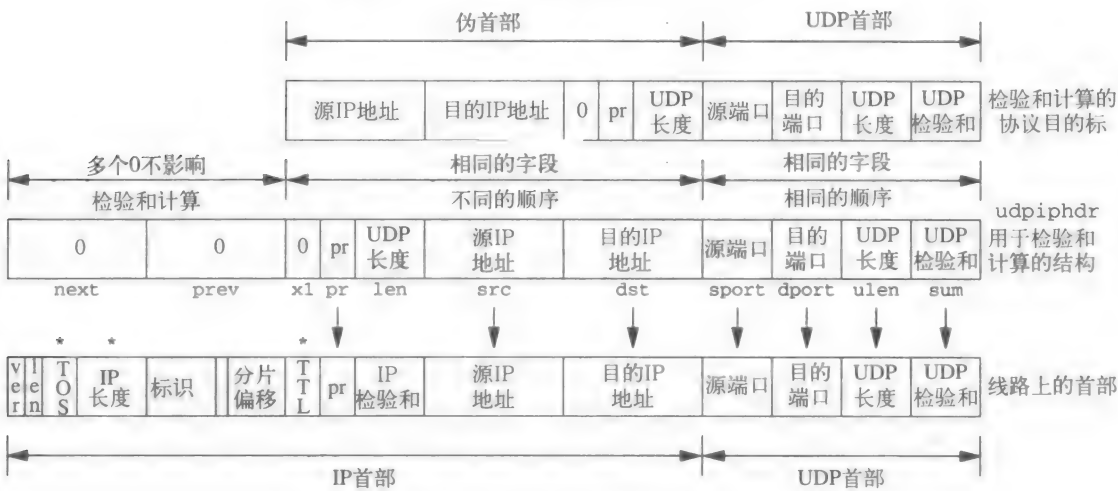 伪首部 UDP首部
源IP地址 目的IP地址 0 pr UDP 长度 源端口 目的 端口 UDP 长度 UDP 检验和 检验和计算的 协议目的标
多个0不影响 相同的字段 相同的字段
检验和计算 不同的顺序 相同的顺序
0 0 0 pr UDP 长度 源IP 地址 目的IP 地址 源端口 目的 端口 UDP 长度 UDP 检验和 udpiphdr 用于检验和 计算的结构
next prev x1 pr len src dst sport dport ulen sum
* * *
ver len TOS IP 长度 标识 分片 偏移 TTL pr IP 检验和 源IP 地址 目的IP 地址 源端口 目的 端口 UDP 长度 UDP 检验和 线路上的首部
IP首部 UDP首部